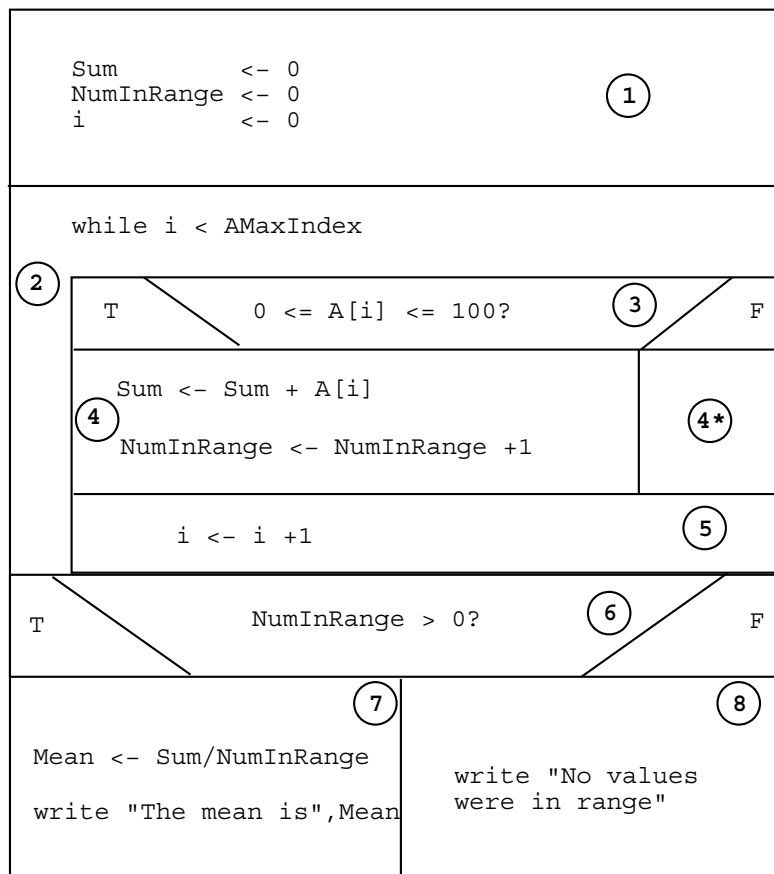 Sum <- 0
NumInRange <- 0
i <- 0
1
while i < AMaxIndex
2
T 0 <= A[i] <= 100? 3 F
Sum <- Sum + A[i]
4 4*
NumInRange <- NumInRange +1
i <- i +1 5
T NumInRange > 0? 6 F
7 8
Mean <- Sum/NumInRange
write "The mean is",Mean
write "No values
were in range"